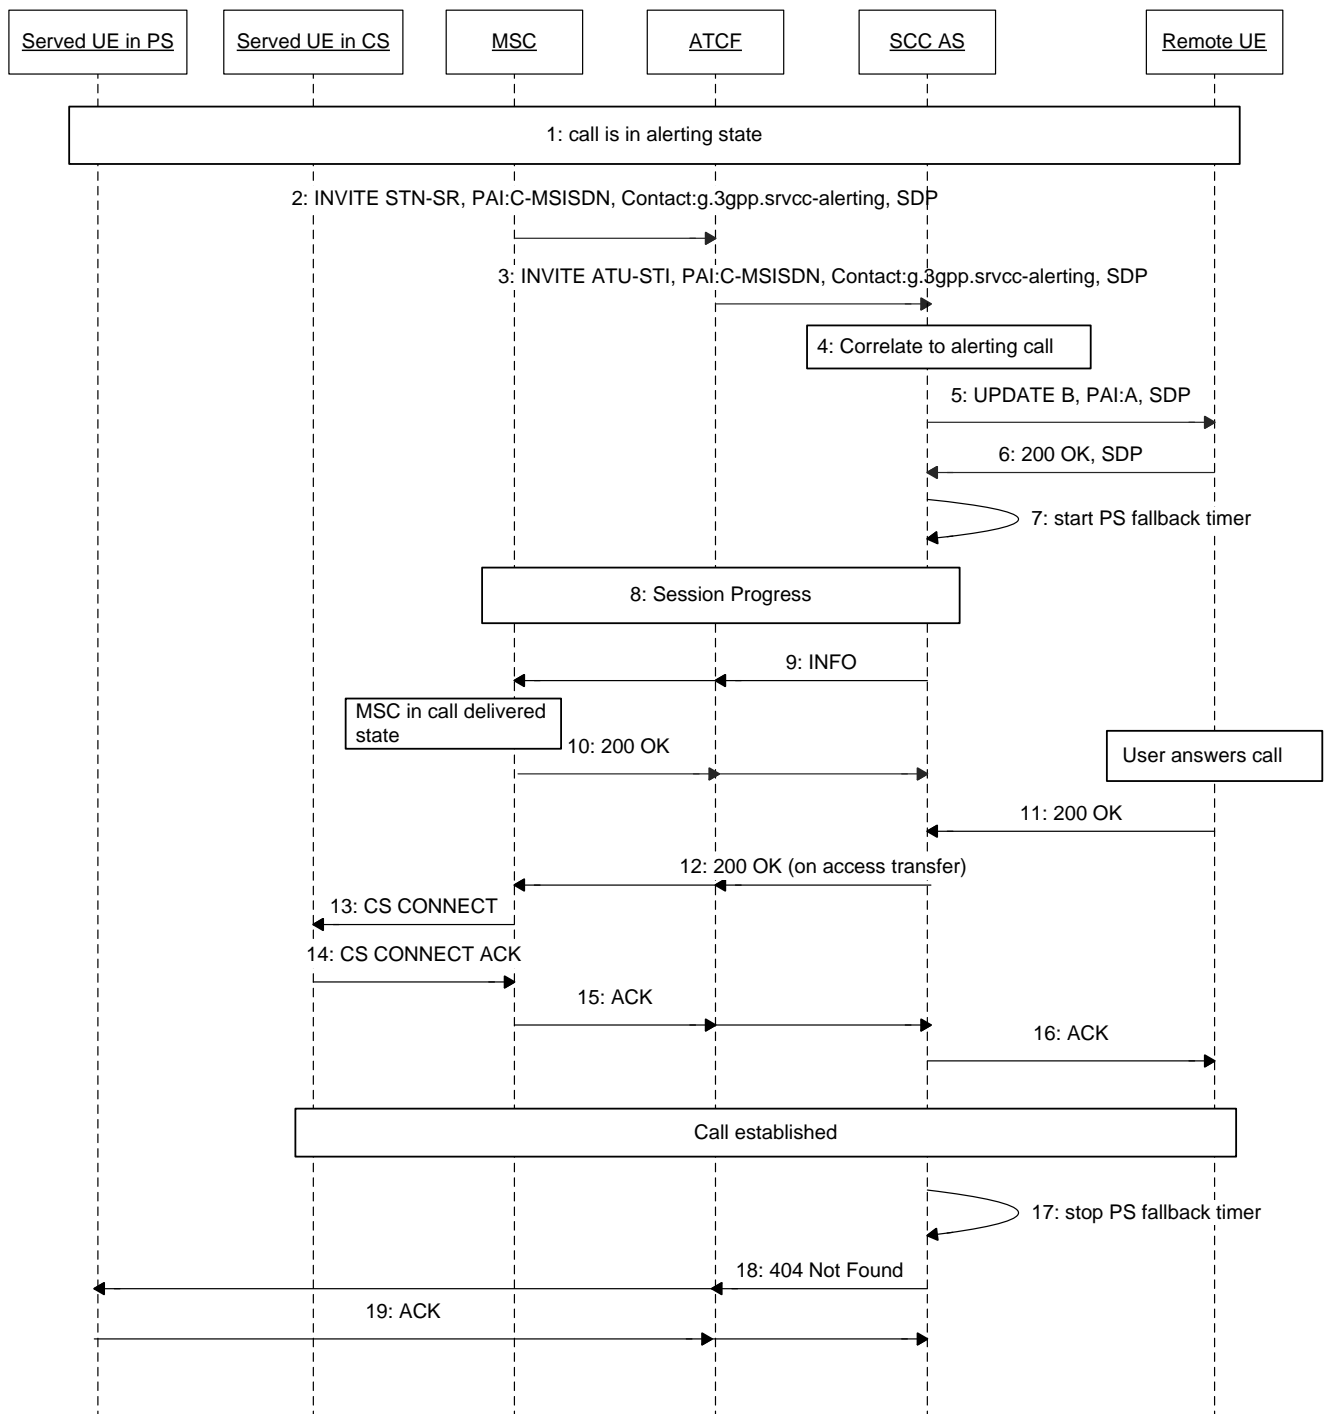 Served UE in PS
Served UE in CS
MSC
ATCF
SCC AS
Remote UE
1: call is in alerting state
2: INVITE STN-SR, PAI:C-MSISDN, Contact:g.3gpp.srvcc-alerting, SDP
3: INVITE ATU-STI, PAI:C-MSISDN, Contact:g.3gpp.srvcc-alerting, SDP
4: Correlate to alerting call
5: UPDATE B, PAI:A, SDP
6: 200 OK, SDP
7: start PS fallback timer
8: Session Progress
9: INFO
MSC in call delivered
state
10: 200 OK
User answers call
11: 200 OK
12: 200 OK (on access transfer)
13: CS CONNECT
14: CS CONNECT ACK
15: ACK
16: ACK
Call established
17: stop PS fallback timer
18: 404 Not Found
19: ACK